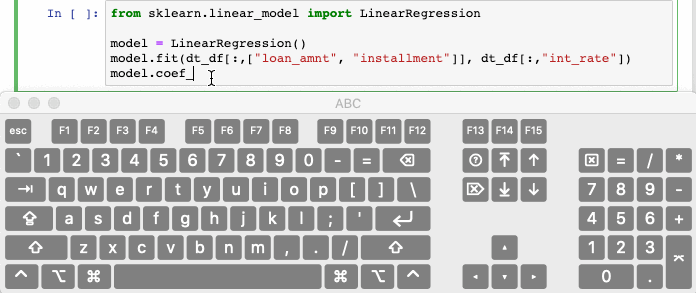 In [ ]: from sklearn.linear_model import LinearRegression
model = LinearRegression()
model.fit(dt_df[:,["loan_amnt", "installment"]], dt_df[:,"int_rate"])
model.coef_
ABC
esc F1 F2 F3 F4 F5 F6 F7 F8 F9 F10 F11 F12 F13 F14 F15
` 1 2 3 4 5 6 7 8 9 0 - = = / *
q w e r t y u i o p [ ] \ 7 8 9 -
a s d f g h j k l ; ' 4 5 6 +
z x c v b n m , . / 1 2 3
0 .